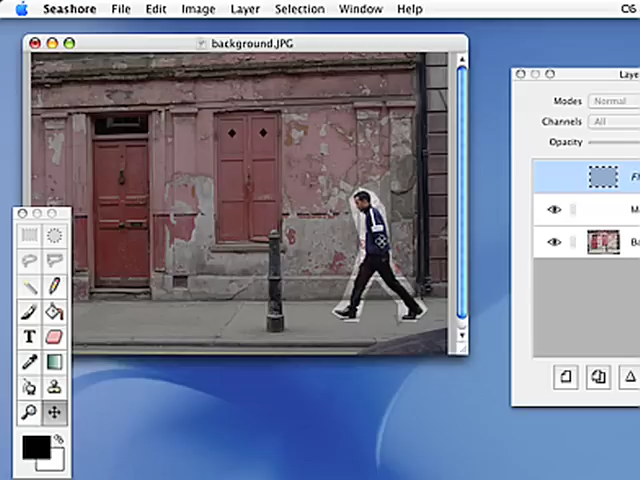 Seashore File Edit Image Layer Selection Window Help
background.JPG
Modes Normal
Channels All
Opacity
T